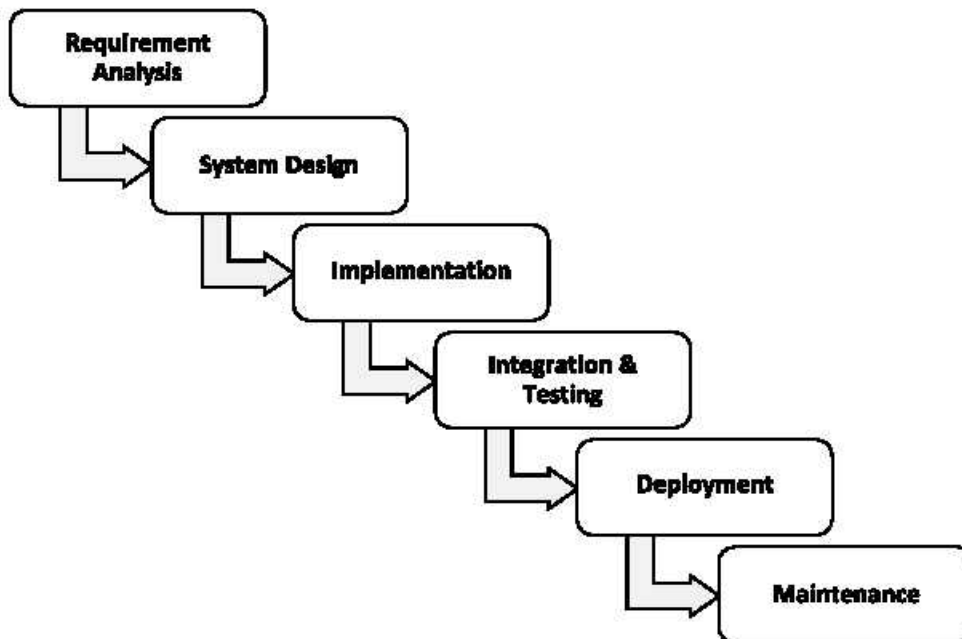 Requirement
Analysis
System Design
Implementation
Integration &
Testing
Deployment
Maintenance